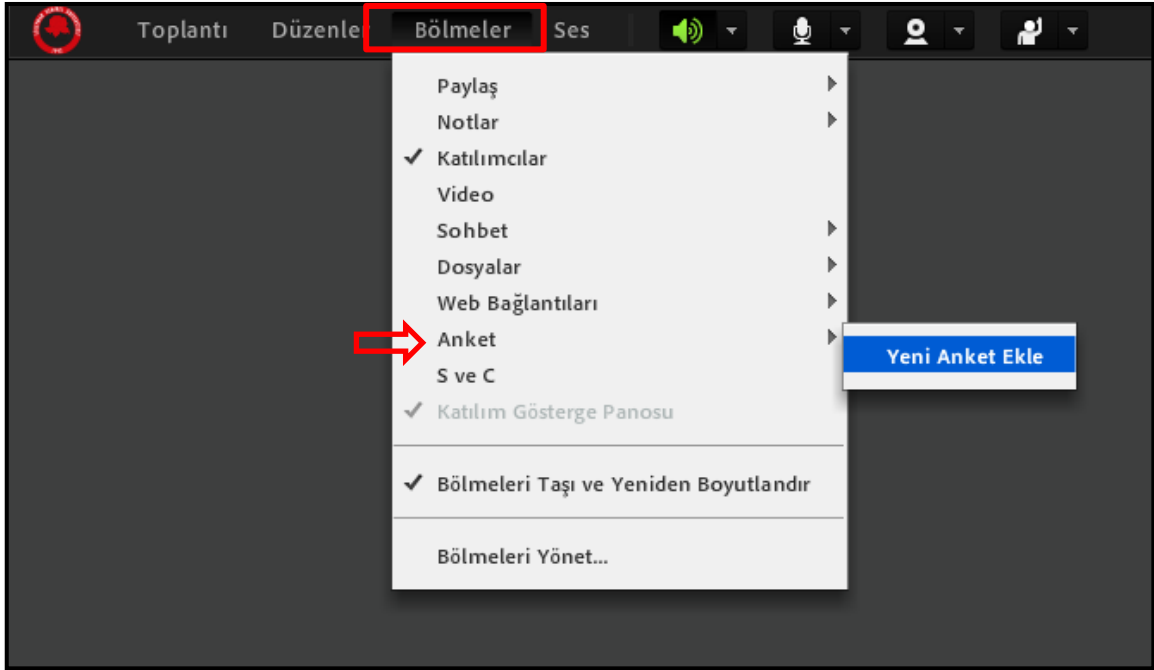 Toplantı Düzenler Bölmeler Ses
Paylaş
Notlar
Katılımcılar
Video
Sohbet
Dosyalar
Web Bağlantıları
Anket
Yeni Anket Ekle
S ve C
Katılım Gösterge Panosu
Bölmeleri Taşı ve Yeniden Boyutlandır
Bölmeleri Yönet...